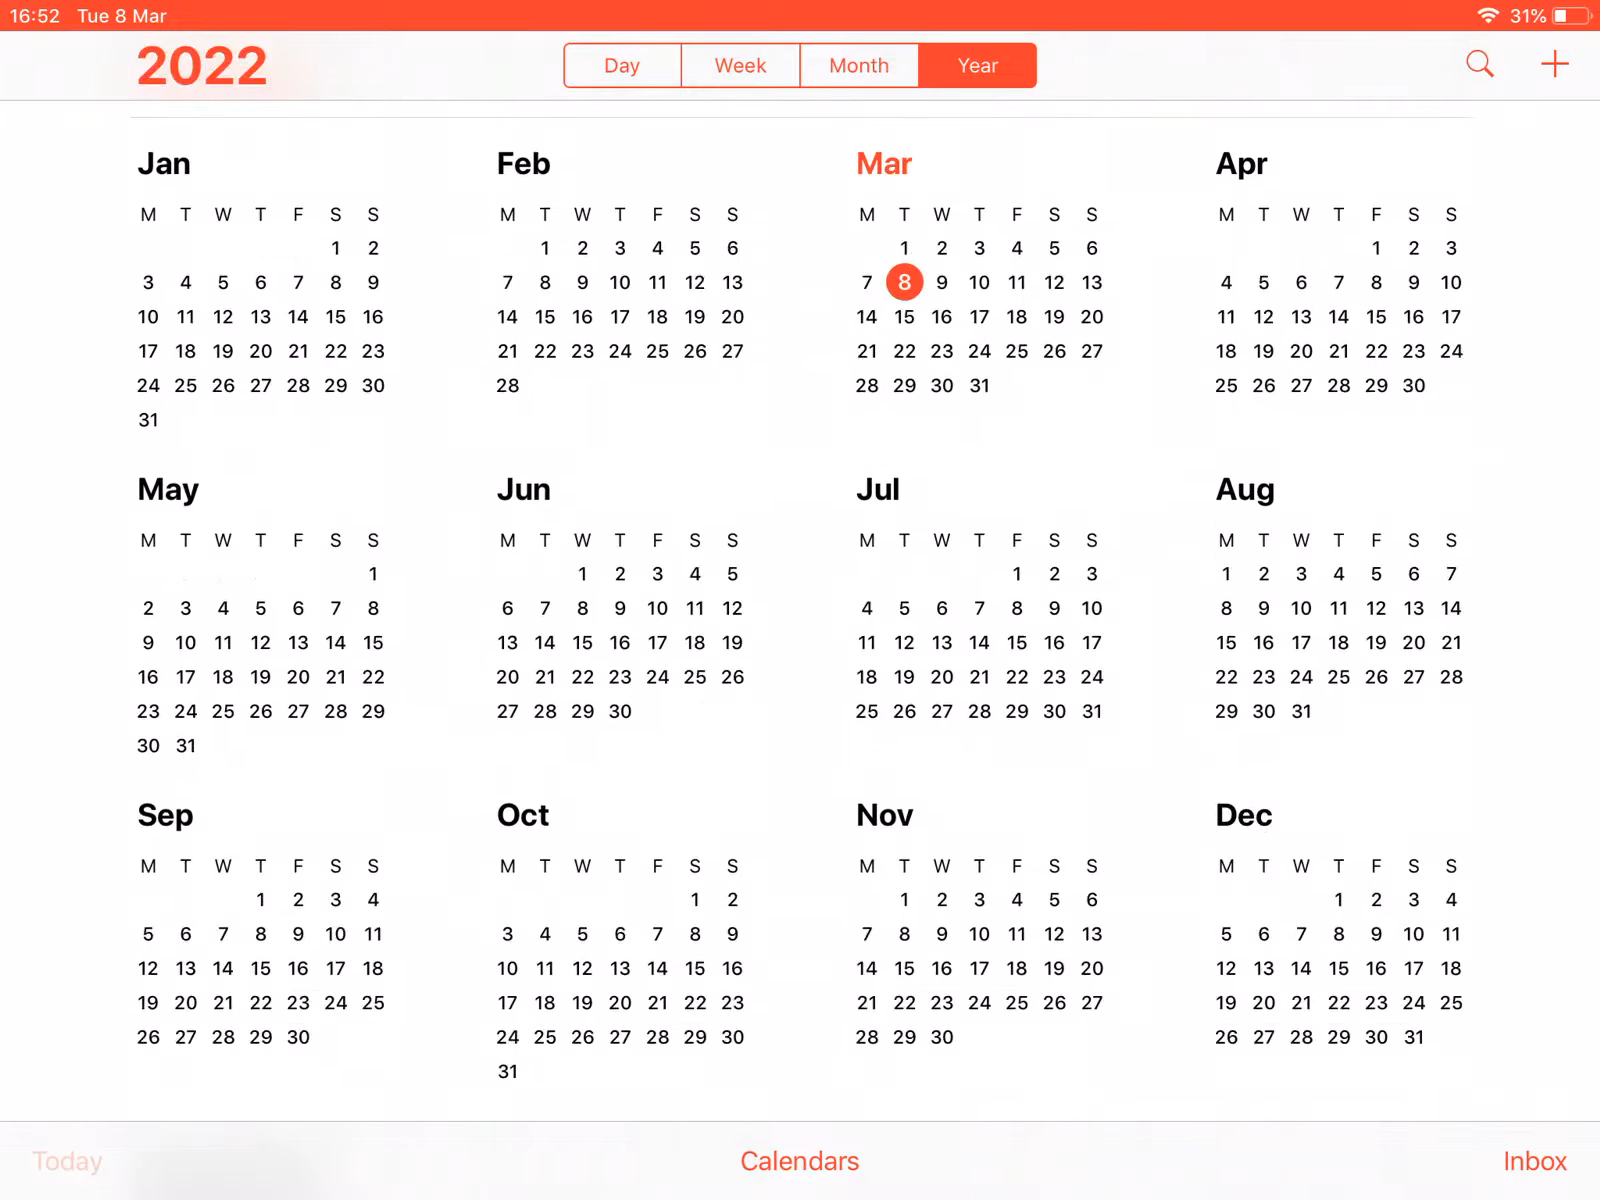 16:52 Tue 8 Mar 31%
2022 Day Week Month Year
Jan Feb Mar Apr
M T W T F S S M T W T F S S M T W T F S S M T W T F S S
1 2 1 2 3 4 5 6 1 2 3 4 5 6 1 2 3
3 4 5 6 7 8 9 7 8 9 10 11 12 13 7 8 9 10 11 12 13 4 5 6 7 8 9 10
10 11 12 13 14 15 16 14 15 16 17 18 19 20 14 15 16 17 18 19 20 11 12 13 14 15 16 17
17 18 19 20 21 22 23 21 22 23 24 25 26 27 21 22 23 24 25 26 27 18 19 20 21 22 23 24
24 25 26 27 28 29 30 28 28 29 30 31 25 26 27 28 29 30
31
May Jun Jul Aug
M T W T F S S M T W T F S S M T W T F S S M T W T F S S
1 1 2 3 4 5 1 2 3 1 2 3 4 5 6 7
2 3 4 5 6 7 8 6 7 8 9 10 11 12 4 5 6 7 8 9 10 8 9 10 11 12 13 14
9 10 11 12 13 14 15 13 14 15 16 17 18 19 11 12 13 14 15 16 17 15 16 17 18 19 20 21
16 17 18 19 20 21 22 20 21 22 23 24 25 26 18 19 20 21 22 23 24 22 23 24 25 26 27 28
23 24 25 26 27 28 29 27 28 29 30 25 26 27 28 29 30 31 29 30 31
30 31
Sep Oct Nov Dec
M T W T F S S M T W T F S S M T W T F S S M T W T F S S
1 2 3 4 1 2 1 2 3 4 5 6 1 2 3 4
5 6 7 8 9 10 11 3 4 5 6 7 8 9 7 8 9 10 11 12 13 5 6 7 8 9 10 11
12 13 14 15 16 17 18 10 11 12 13 14 15 16 14 15 16 17 18 19 20 12 13 14 15 16 17 18
19 20 21 22 23 24 25 17 18 19 20 21 22 23 21 22 23 24 25 26 27 19 20 21 22 23 24 25
26 27 28 29 30 24 25 26 27 28 29 30 28 29 30 26 27 28 29 30 31
31
Today Calendars Inbox